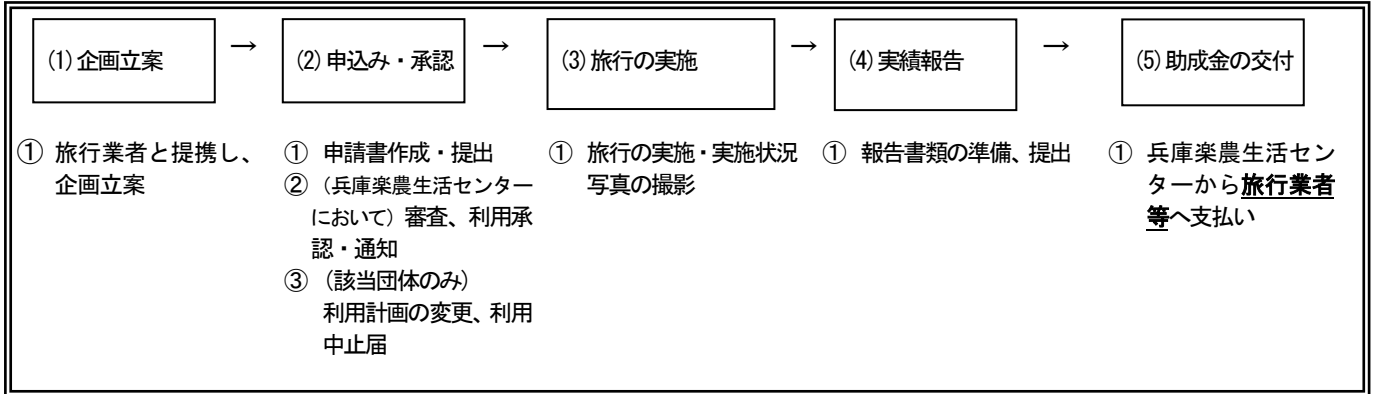 (1) 企画立案 → (2) 申込み・承認 → (3) 旅行の実施 → (4) 実績報告 → (5) 助成金の交付
① 旅行業者と提携し、
企画立案
① 申請書作成・提出
② （兵庫楽農生活センター
において）審査、利用承
認・通知
③ （該当団体のみ）
利用計画の変更、利用
中止届
① 旅行の実施・実施状況
写真の撮影
① 報告書類の準備、提出
① 兵庫楽農生活セン
ターから旅行業者
等へ支払い